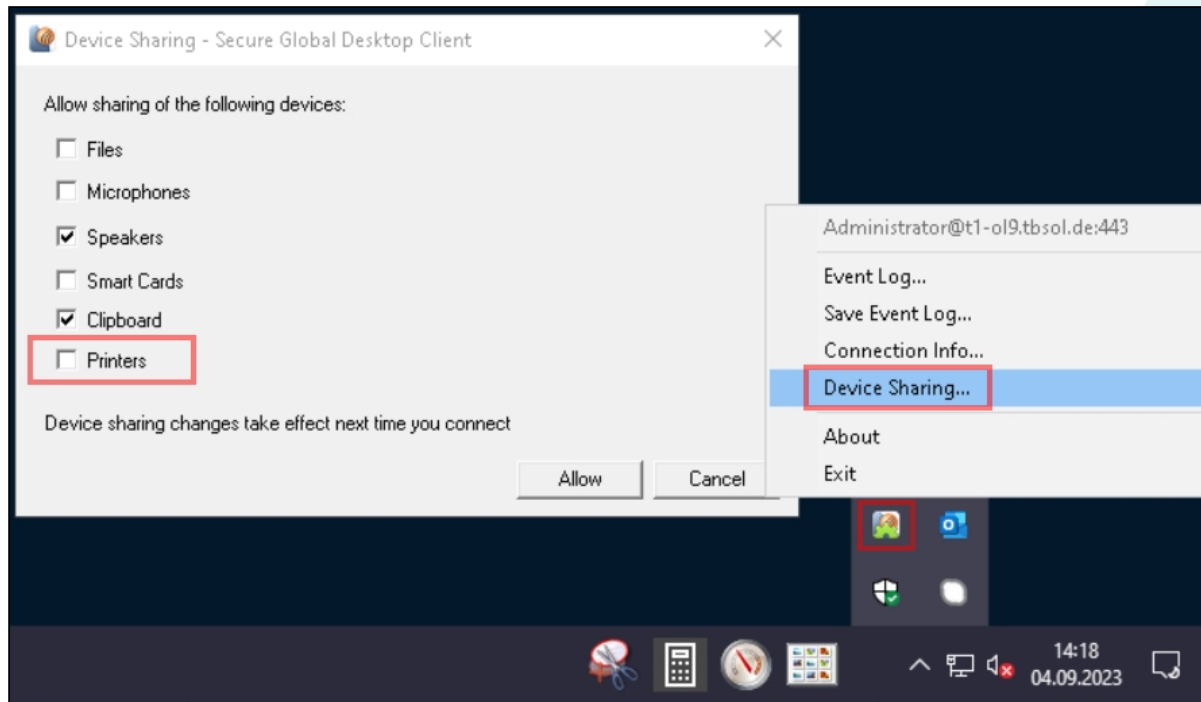 Device Sharing - Secure Global Desktop Client
Allow sharing of the following devices:
Files
Microphones
Speakers
Smart Cards
Clipboard
Printers
Device sharing changes take effect next time you connect
Allow
Cancel
Administrator@t1-ol9.tbsol.de:443
Event Log...
Save Event Log...
Connection Info...
Device Sharing...
About
Exit
14:18
04.09.2023